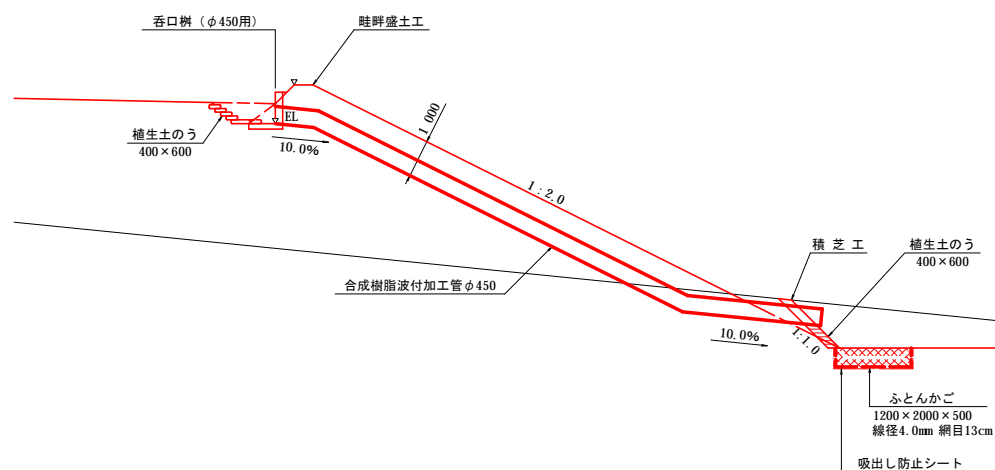 呑口桝（φ450用）
畦畔盛土工
EL
植生土のう
400×600
10.0%
1 000
1:2.0
積 芝 工
植生土のう
400×600
合成樹脂波付加工管φ450
10.0%
1:1.0
ふとんかご
1200×2000×500
線径4.0mm 網目13cm
吸出し防止シート